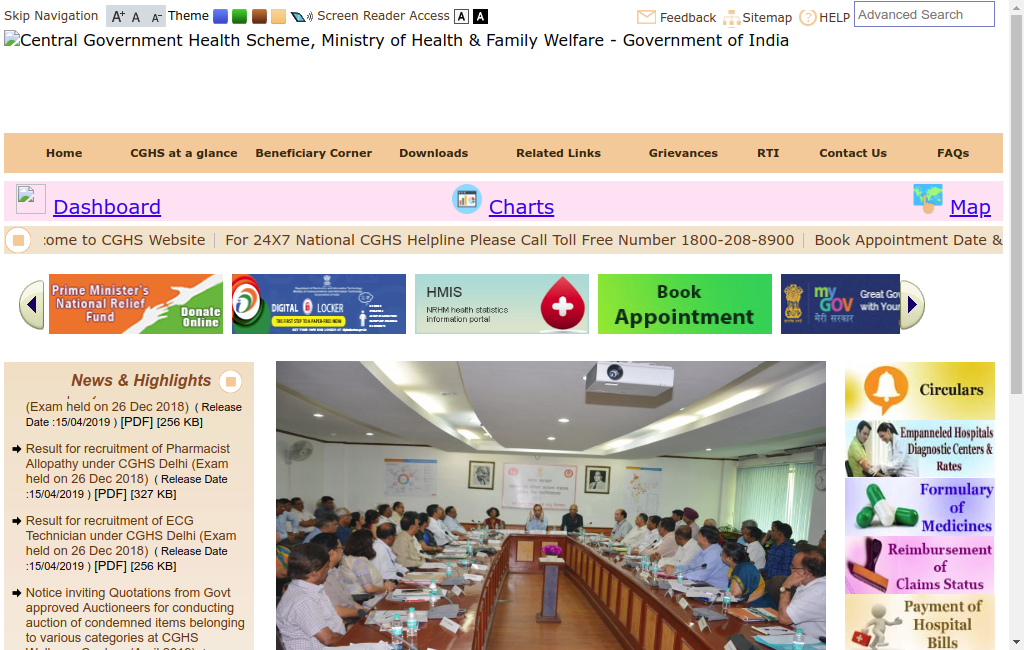 Skip Navigation A+ A A- Theme Screen Reader Access A A Feedback Sitemap HELP Advanced Search
Central Government Health Scheme, Ministry of Health & Family Welfare - Government of India
Home CGHS at a glance Beneficiary Corner Downloads Related Links Grievances RTI Contact Us FAQs
Dashboard Charts Map
:ome to CGHS Website For 24X7 National CGHS Helpline Please Call Toll Free Number 1800-208-8900 Book Appointment Date &
Prime Minister's
National Relief
Fund
Donate
Online
DIGITAL LOCKER
HMIS
NRHM health statistics
information portal
Book
Appointment
my
GOV
मेरी सरकार
Great Gov
with Your
News & Highlights
(Exam held on 26 Dec 2018) ( Release
Date :15/04/2019 ) [PDF] [256 KB]
Result for recruitment of Pharmacist
Allopathy under CGHS Delhi (Exam
held on 26 Dec 2018) ( Release Date
:15/04/2019 ) [PDF] [327 KB]
Result for recruitment of ECG
Technician under CGHS Delhi (Exam
held on 26 Dec 2018) ( Release Date
:15/04/2019 ) [PDF] [256 KB]
Notice inviting Quotations from Govt
approved Auctioneers for conducting
auction of condemned items belonging
to various categories at CGHS
Circulars
Empanneled Hospitals
Diagnostic Centers &
Rates
Formulary
of
Medicines
Reimbursement
of
Claims Status
Payment of
Hospital
Bills